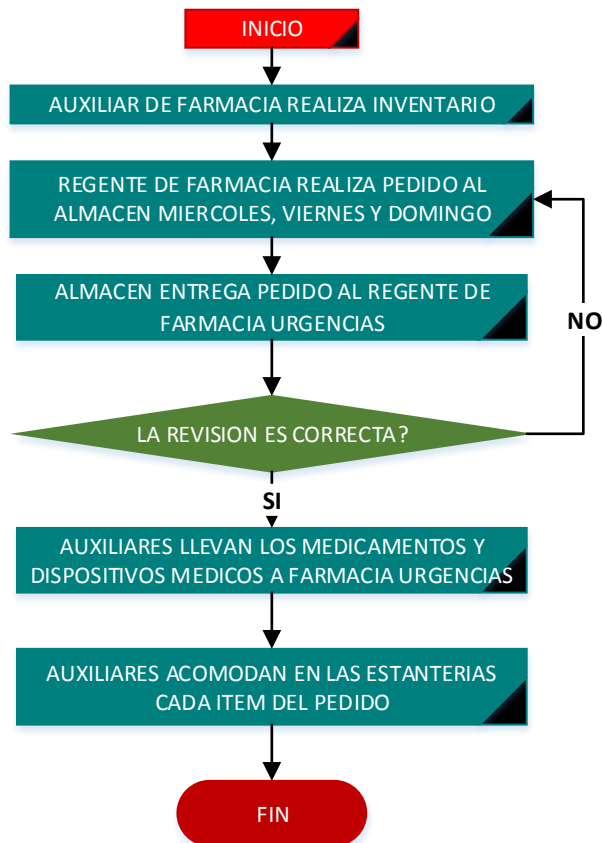 INICIO
AUXILIAR DE FARMACIA REALIZA INVENTARIO
REGENTE DE FARMACIA REALIZA PEDIDO AL
ALMACEN MIERCOLES, VIERNES Y DOMINGO
ALMACEN ENTREGA PEDIDO AL REGENTE DE
FARMACIA URGENCIAS
NO
LA REVISION ES CORRECTA?
SI
AUXILIARES LLEVAN LOS MEDICAMENTOS Y
DISPOSITIVOS MEDICOS A FARMACIA URGENCIAS
AUXILIARES ACOMODAN EN LAS ESTANTERIAS
CADA ITEM DEL PEDIDO
FIN